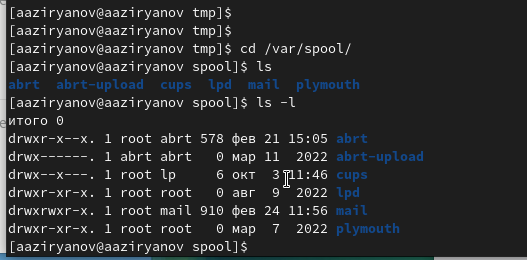 [aaziryanov@aaziryanov tmp]$
[aaziryanov@aaziryanov tmp]$
[aaziryanov@aaziryanov tmp]$ cd /var/spool/
[aaziryanov@aaziryanov spool]$ ls
abrt  abrt-upload  cups  lpd  mail  plymouth
[aaziryanov@aaziryanov spool]$ ls -l
итого 0
drwxr-x--x. 1 root abrt 578 фев 21 15:05 abrt
drwx------. 1 abrt abrt   0 мар 11  2022 abrt-upload
drwx--x---. 1 root lp     6 окт  3 11:46 cups
drwxr-xr-x. 1 root root   0 авг  9  2022 lpd
drwxrwxr-x. 1 root mail 910 фев 24 11:56 mail
drwxr-xr-x. 1 root root   0 мар  7  2022 plymouth
[aaziryanov@aaziryanov spool]$